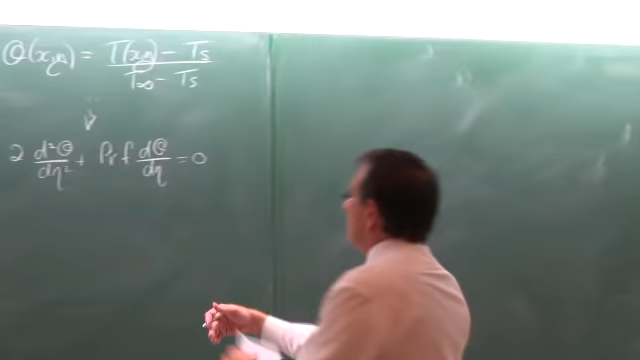 Θ(x,η) = T(x,η) − Ts / T∞ − Ts
2 d²Θ/dη² + Pr f dΘ/dη = 0